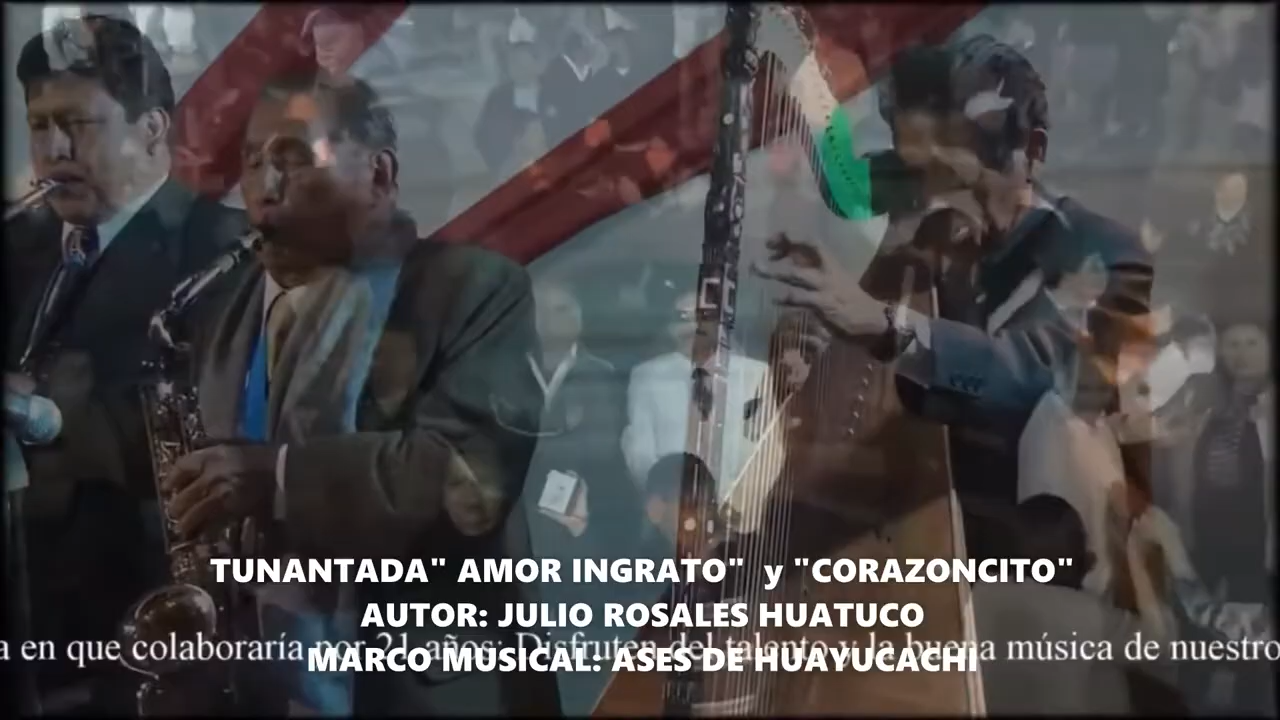 TUNANTADA" AMOR INGRATO" y "CORAZONCITO"
AUTOR: JULIO ROSALES HUATUCO
a en que colaboraría por 21 años. Disfruten del talento y la buena música de nuestro
MARCO MUSICAL: ASES DE HUAYUCACHI